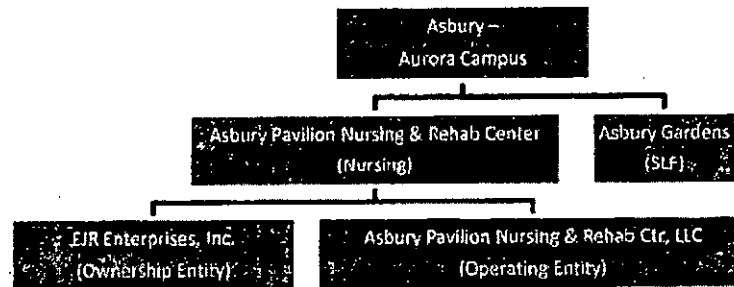 Asbury –
Aurora Campus
Asbury Pavilion Nursing & Rehab Center
(Nursing)
Asbury Gardens
(SLF)
EJR Enterprises, Inc.
(Ownership Entity)
Asbury Pavilion Nursing & Rehab Ctr, LLC
(Operating Entity)